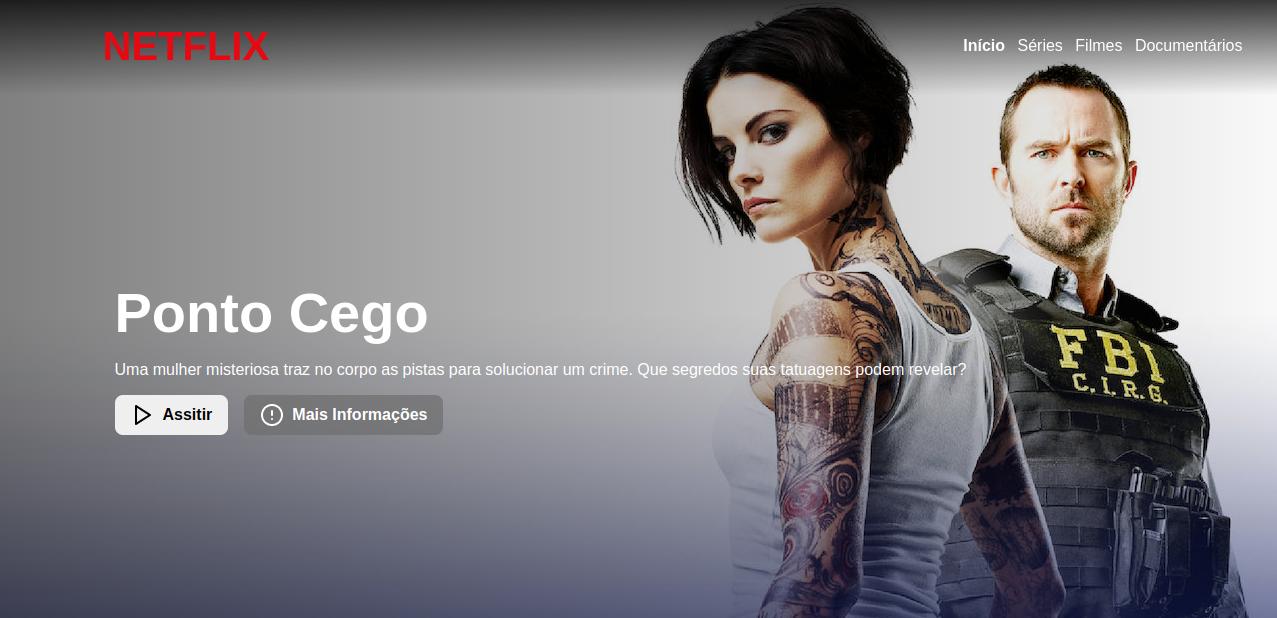 NETFLIX
Início Séries Filmes Documentários
Ponto Cego
Uma mulher misteriosa traz no corpo as pistas para solucionar um crime. Que segredos suas tatuagens podem revelar?
Assitir Mais Informações
FBI
C.I.R.G.